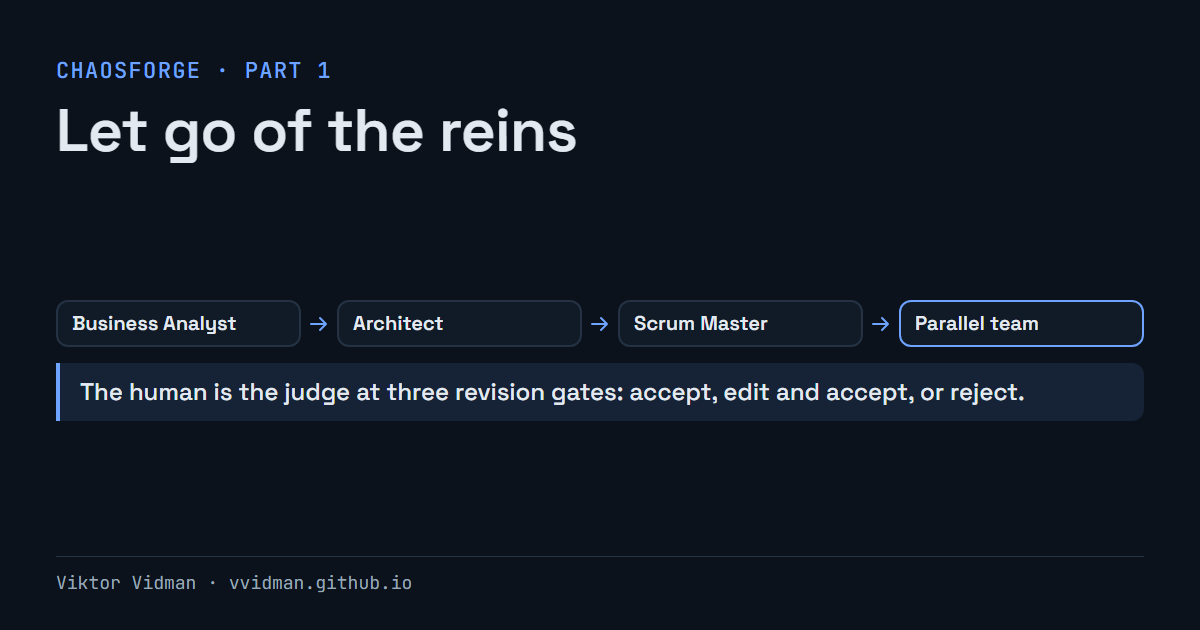 CHAOSFORGE · PART 1
Let go of the reins
Business Analyst → Architect → Scrum Master → Parallel team
The human is the judge at three revision gates: accept, edit and accept, or reject.
Viktor Vidman · vvidman.github.io